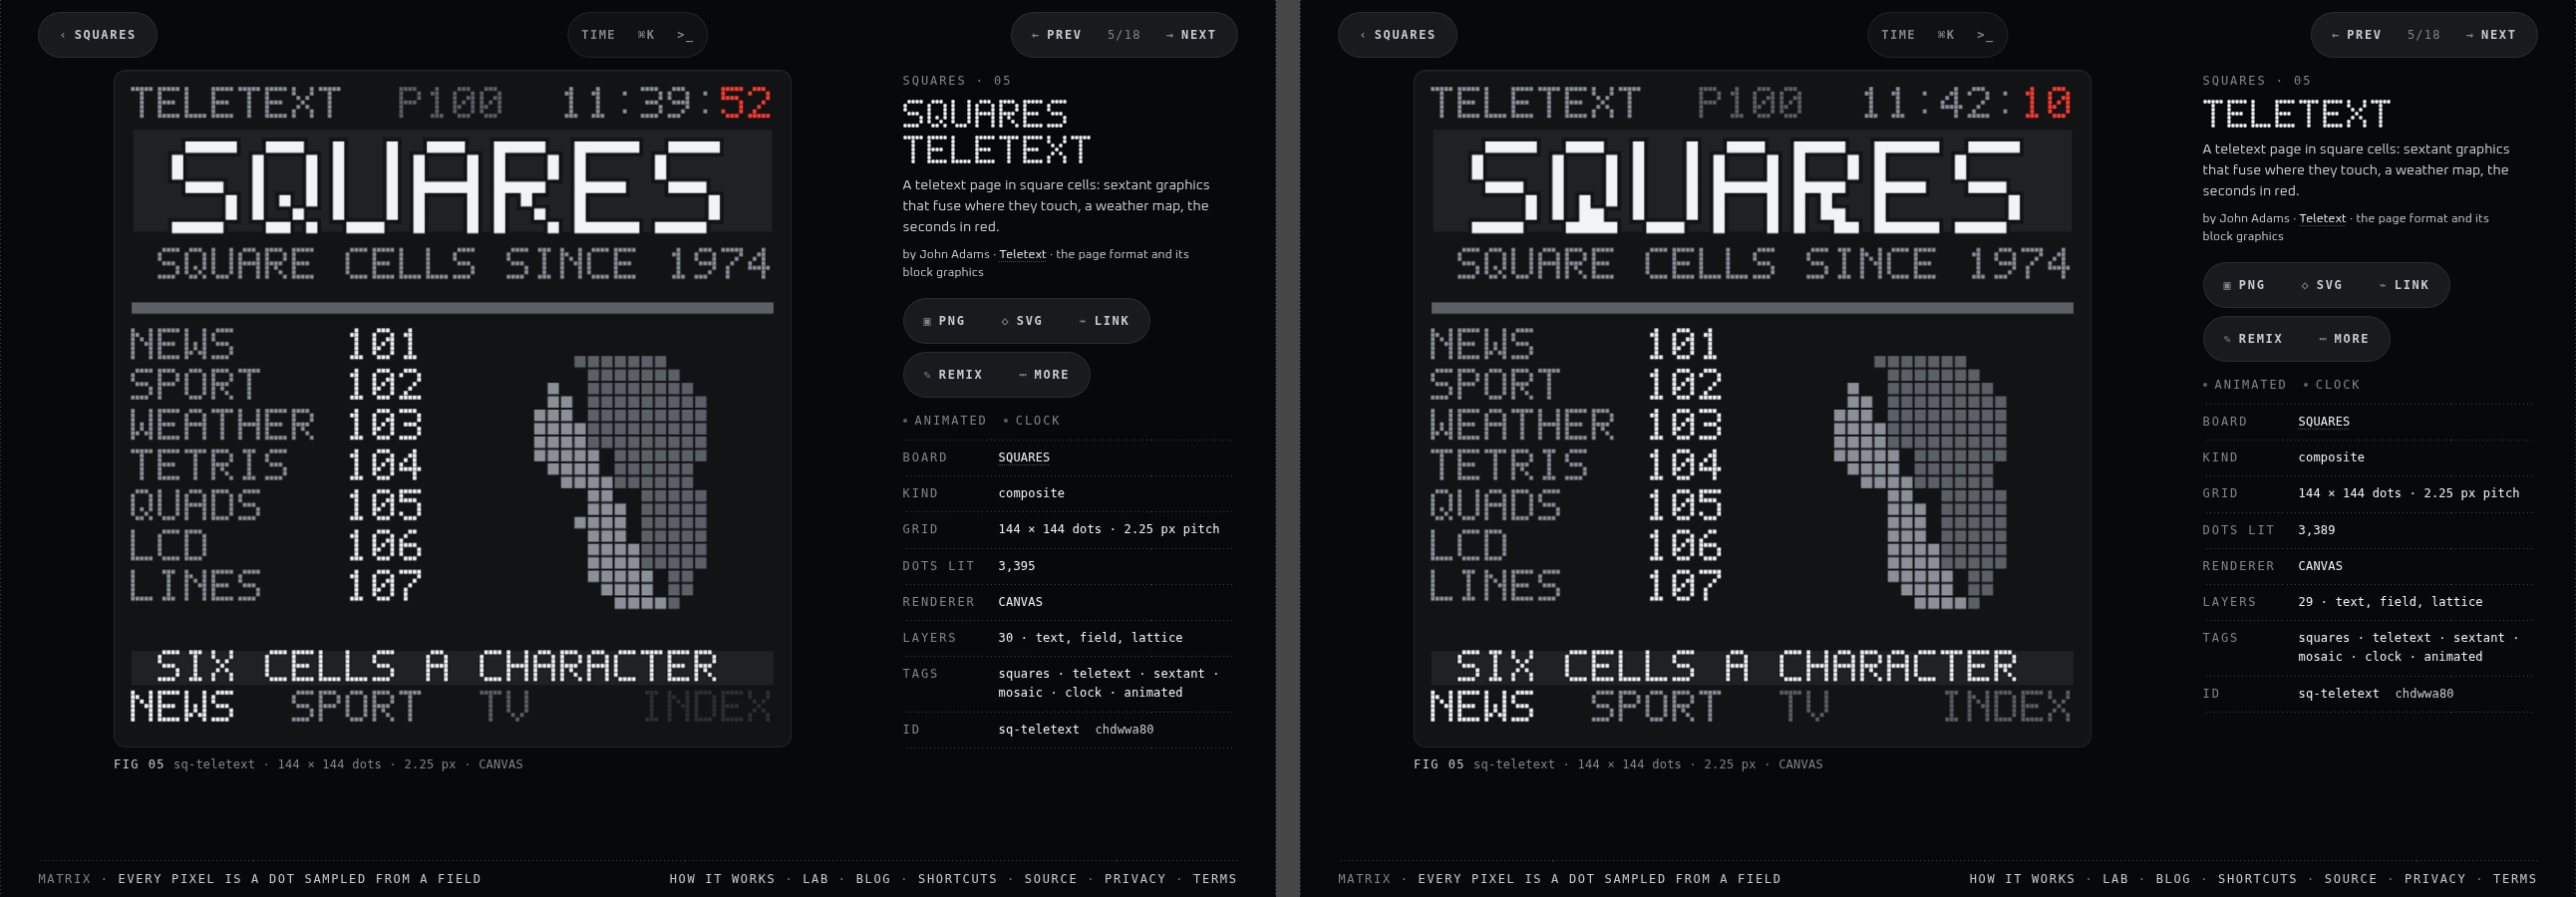 ‹ SQUARES
TIME ⌘K >_
← PREV 5/18 → NEXT
TELETEXT P100 11:39:52
SQUARES
SQUARE CELLS SINCE 1974
NEWS 101
SPORT 102
WEATHER 103
TETRIS 104
QUADS 105
LCD 106
LINES 107
SIX CELLS A CHARACTER
NEWS SPORT TV INDEX
FIG 05 sq-teletext · 144 × 144 dots · 2.25 px · CANVAS
SQUARES · 05
SQUARES
TELETEXT
A teletext page in square cells: sextant graphics
that fuse where they touch, a weather map, the
seconds in red.
by John Adams · Teletext · the page format and its
block graphics
▣ PNG ◇ SVG ⌁ LINK
✎ REMIX ⋯ MORE
• ANIMATED • CLOCK
BOARD SQUARES
KIND composite
GRID 144 × 144 dots · 2.25 px pitch
DOTS LIT 3,395
RENDERER CANVAS
LAYERS 30 · text, field, lattice
TAGS squares · teletext · sextant ·
mosaic · clock · animated
ID sq-teletext chdwwa80
MATRIX · EVERY PIXEL IS A DOT SAMPLED FROM A FIELD
HOW IT WORKS · LAB · BLOG · SHORTCUTS · SOURCE · PRIVACY · TERMS
‹ SQUARES
TIME ⌘K >_
← PREV 5/18 → NEXT
TELETEXT P100 11:42:10
SQUARES
SQUARE CELLS SINCE 1974
NEWS 101
SPORT 102
WEATHER 103
TETRIS 104
QUADS 105
LCD 106
LINES 107
SIX CELLS A CHARACTER
NEWS SPORT TV INDEX
FIG 05 sq-teletext · 144 × 144 dots · 2.25 px · CANVAS
SQUARES · 05
TELETEXT
A teletext page in square cells: sextant graphics
that fuse where they touch, a weather map, the
seconds in red.
by John Adams · Teletext · the page format and its
block graphics
▣ PNG ◇ SVG ⌁ LINK
✎ REMIX ⋯ MORE
• ANIMATED • CLOCK
BOARD SQUARES
KIND composite
GRID 144 × 144 dots · 2.25 px pitch
DOTS LIT 3,389
RENDERER CANVAS
LAYERS 29 · text, field, lattice
TAGS squares · teletext · sextant ·
mosaic · clock · animated
ID sq-teletext chdwwa80
MATRIX · EVERY PIXEL IS A DOT SAMPLED FROM A FIELD
HOW IT WORKS · LAB · BLOG · SHORTCUTS · SOURCE · PRIVACY · TERMS